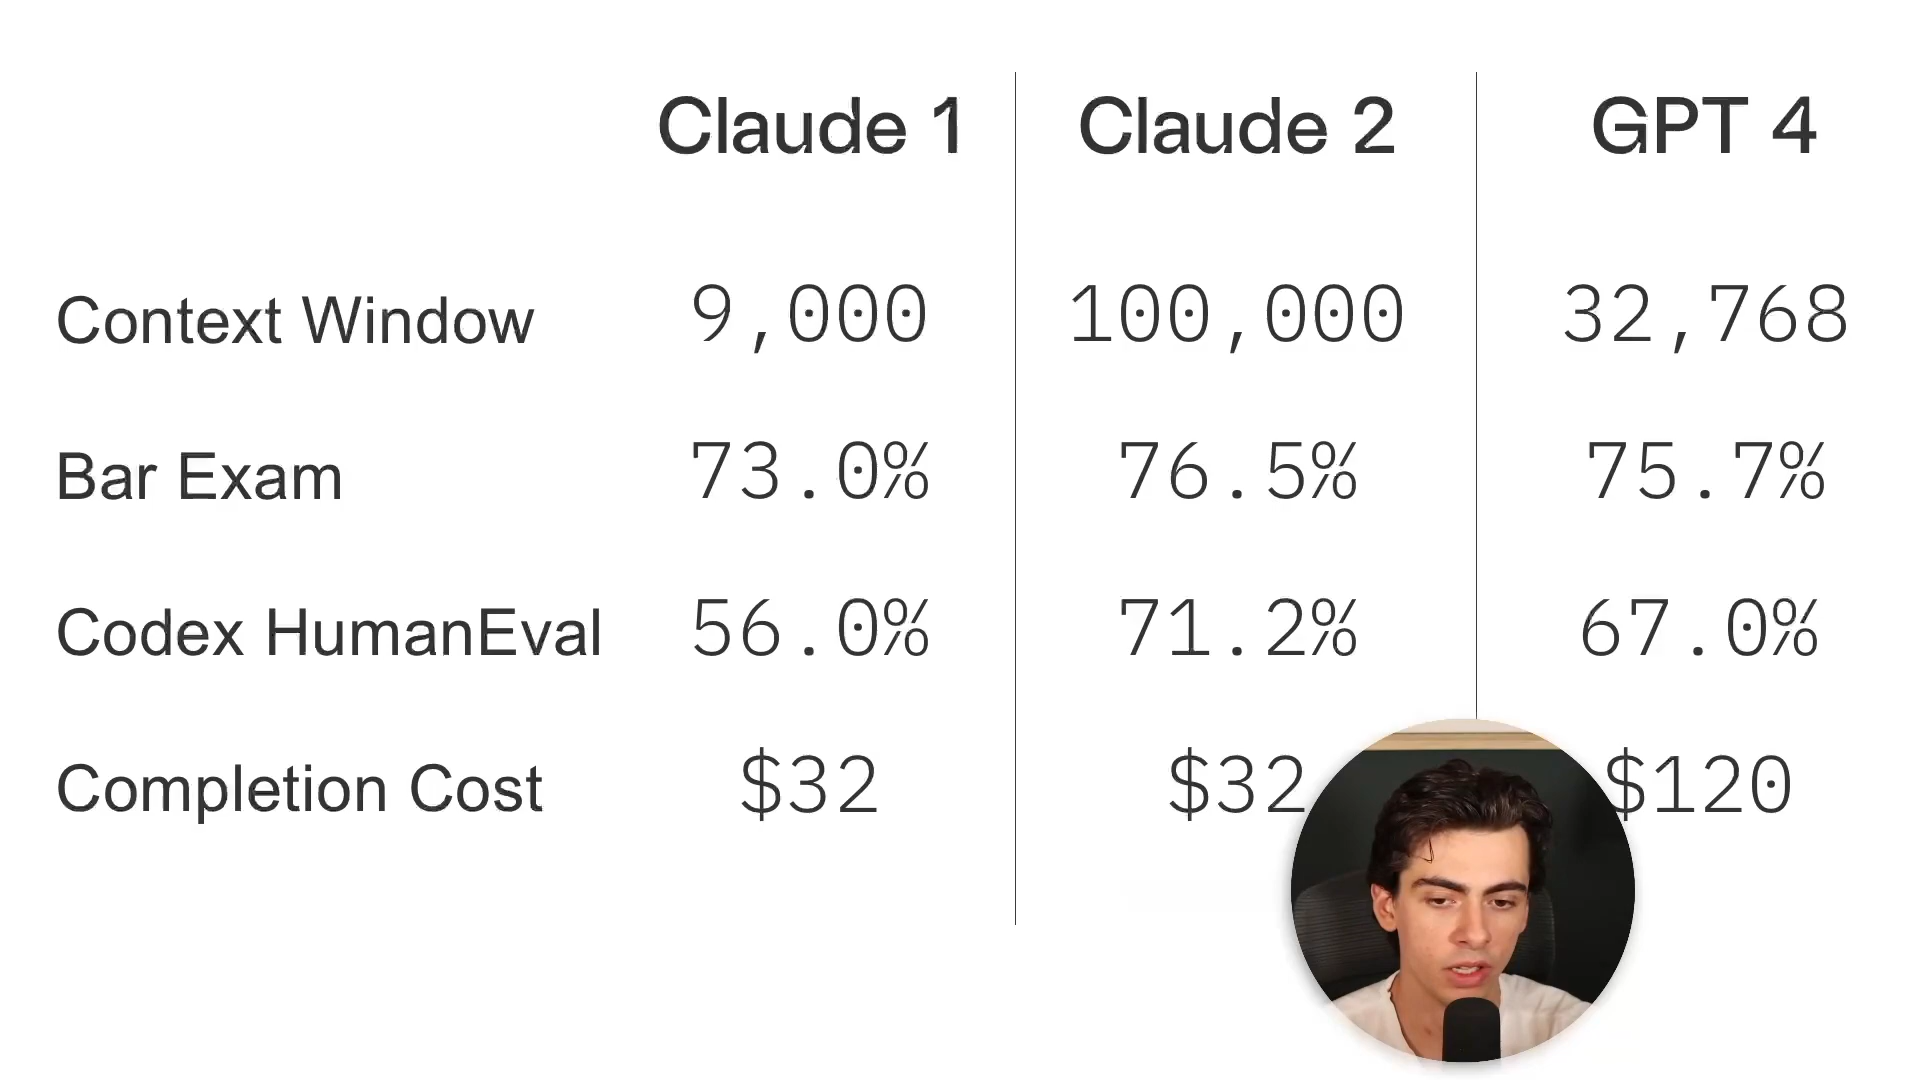 Claude 1 Claude 2 GPT 4
Context Window 9,000 100,000 32,768
Bar Exam 73.0% 76.5% 75.7%
Codex HumanEval 56.0% 71.2% 67.0%
Completion Cost $32 $32 $120